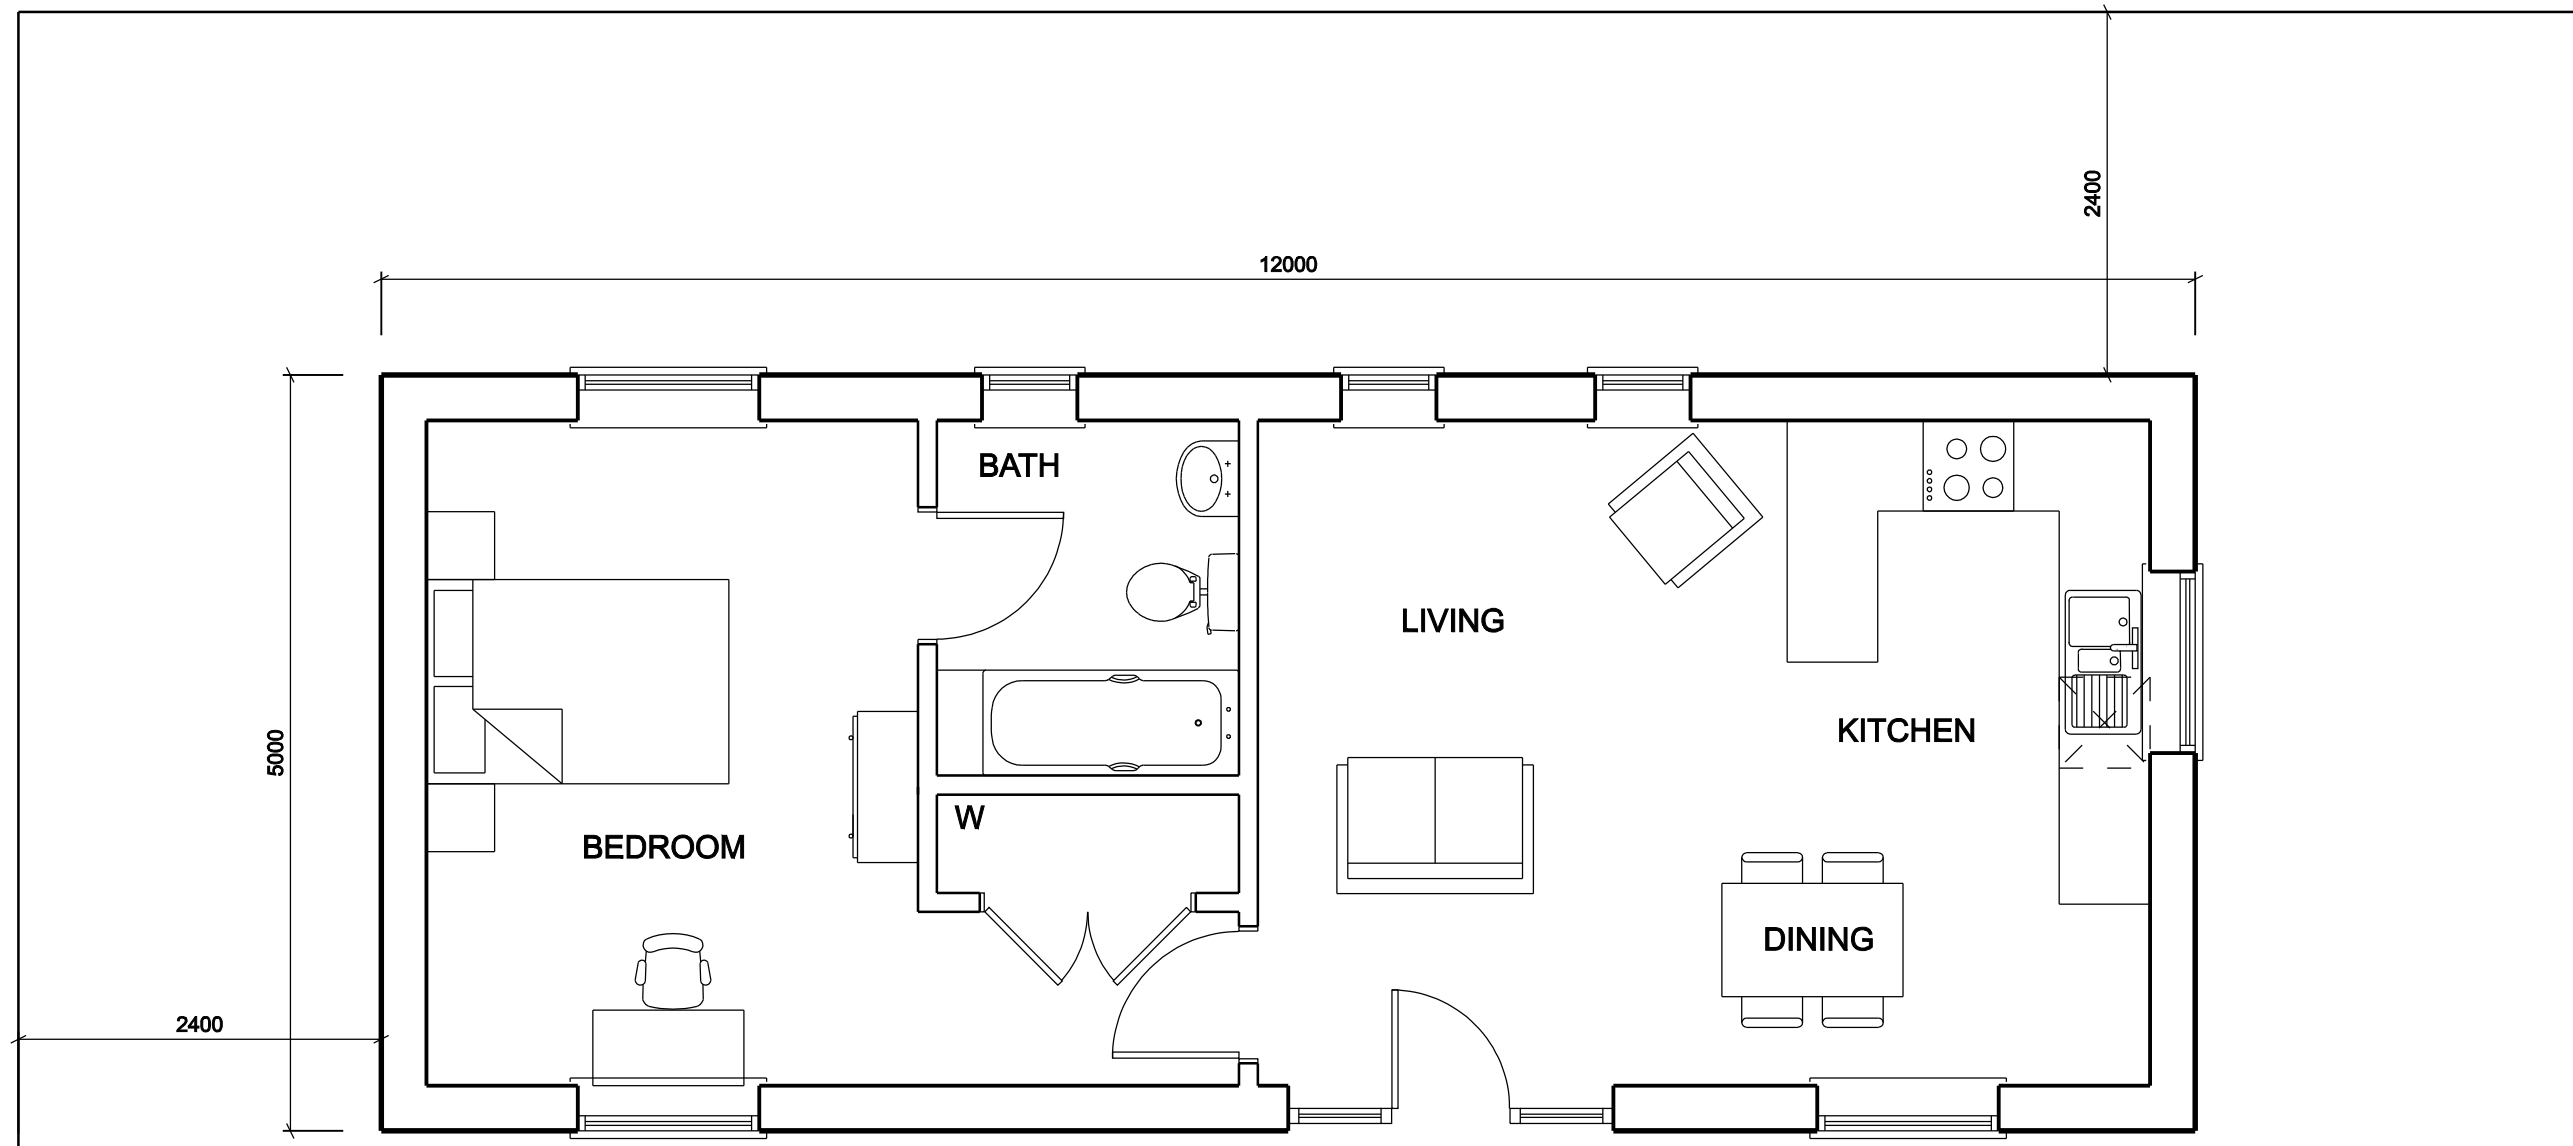 2400
12000
BATH
LIVING
KITCHEN
5000
W
BEDROOM
DINING
2400